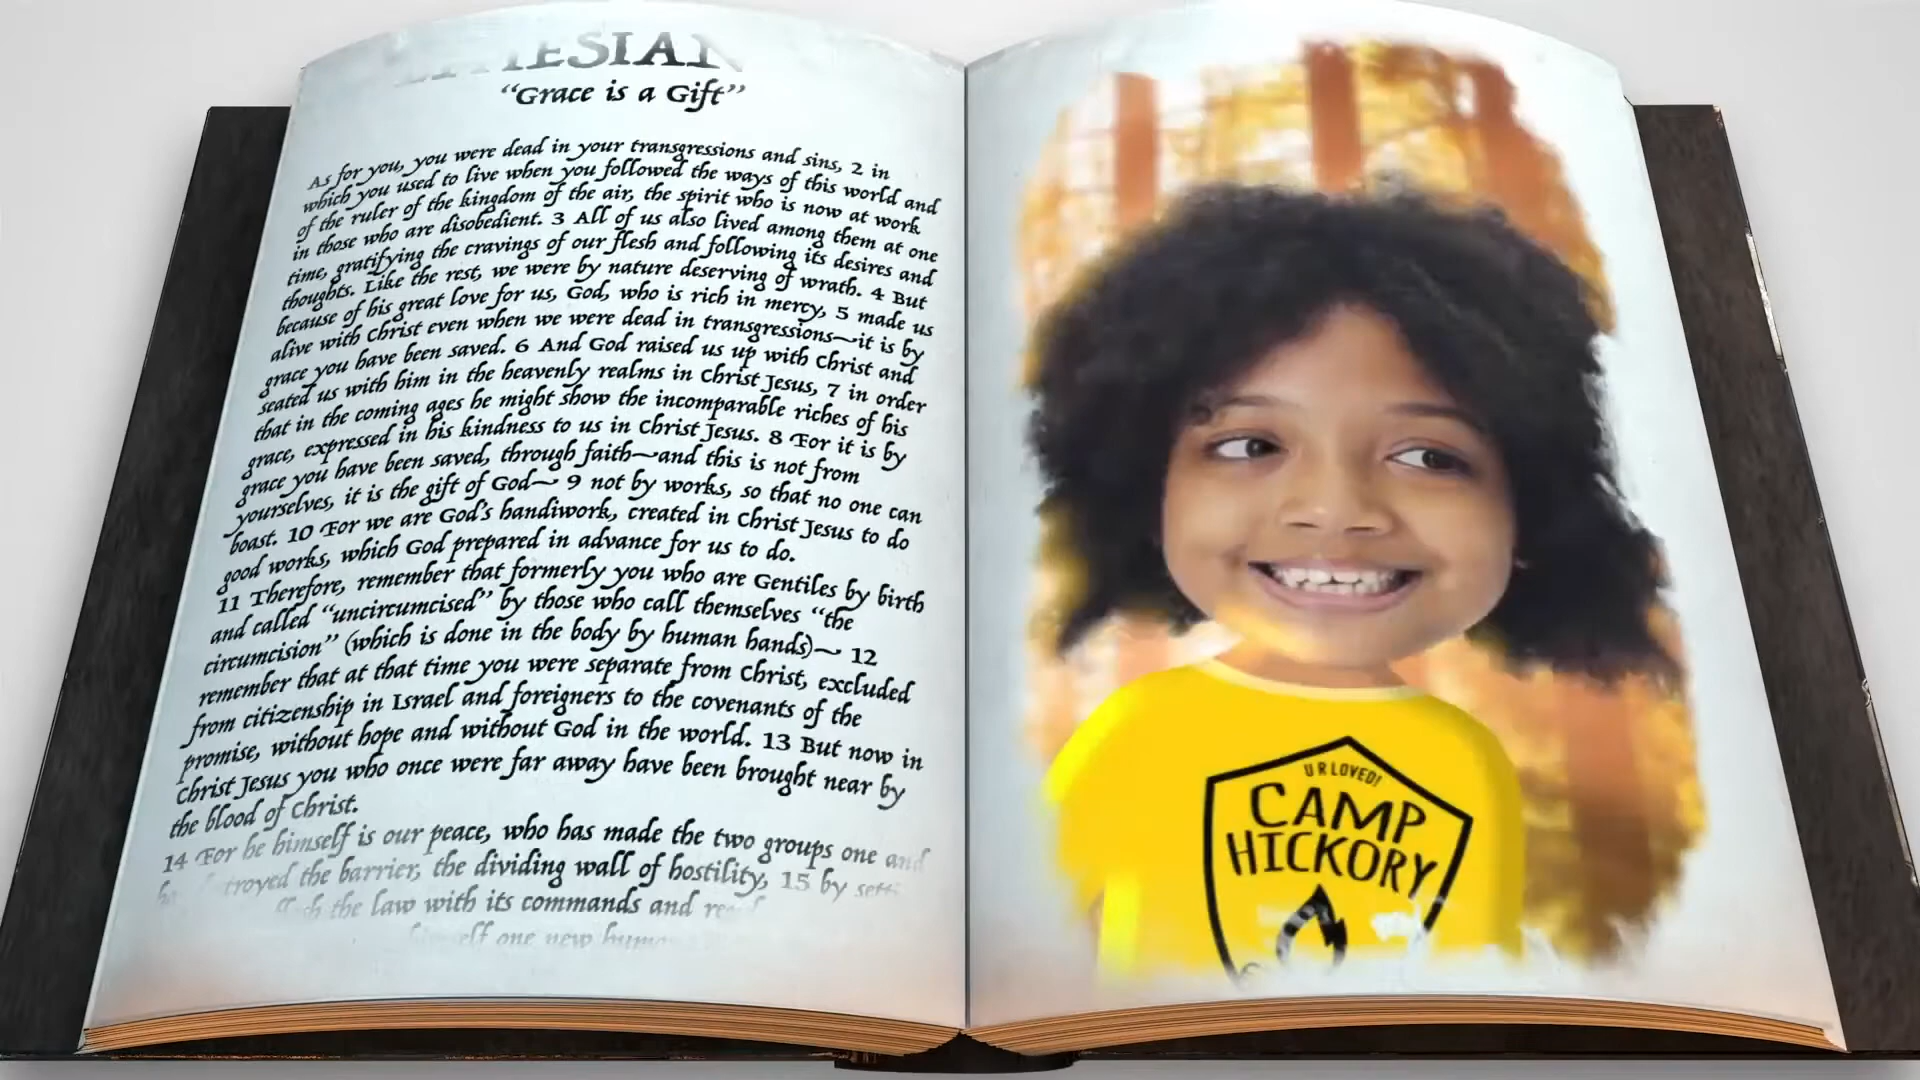 "Grace is a Gift"
As for you, you were dead in your transgressions and sins, 2 in
which you used to live when you followed the ways of this world and
of the ruler of the kingdom of the air, the spirit who is now at work
in those who are disobedient. 3 All of us also lived among them at one
time, gratifying the cravings of our flesh and following its desires and
thoughts. Like the rest, we were by nature deserving of wrath. 4 But
because of his great love for us, God, who is rich in mercy, 5 made us
alive with Christ even when we were dead in transgressions—it is by
grace you have been saved. 6 And God raised us up with Christ and
seated us with him in the heavenly realms in Christ Jesus, 7 in order
that in the coming ages he might show the incomparable riches of his
grace, expressed in his kindness to us in Christ Jesus. 8 For it is by
grace you have been saved, through faith—and this is not from
yourselves, it is the gift of God— 9 not by works, so that no one can
boast. 10 For we are God's handiwork, created in Christ Jesus to do
good works, which God prepared in advance for us to do.
11 Therefore, remember that formerly you who are Gentiles by birth
and called "uncircumcised" by those who call themselves "the
circumcision" (which is done in the body by human hands)— 12
remember that at that time you were separate from Christ, excluded
from citizenship in Israel and foreigners to the covenants of the
promise, without hope and without God in the world. 13 But now in
Christ Jesus you who once were far away have been brought near by
the blood of Christ.
14 For he himself is our peace, who has made the two groups one and
the barrier, the dividing wall of hostility, 15 by
the law with its commands and
one new
U R LOVED!
CAMP
HICKORY